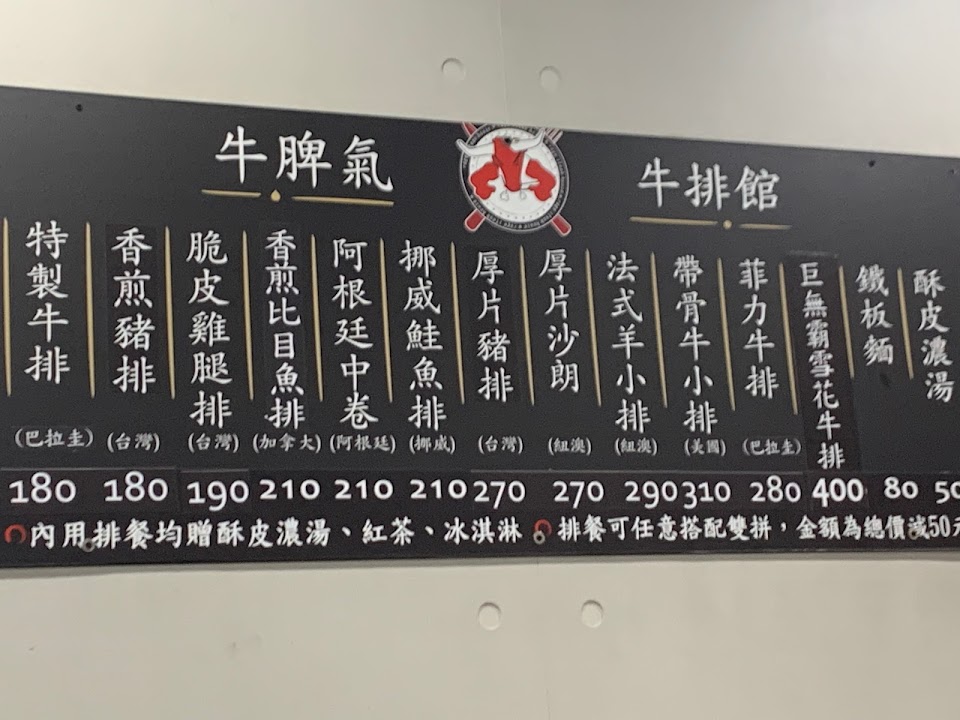 牛脾氣
牛排館
特製牛排
(巴拉圭)
180
香煎豬排
(台灣)
180
脆皮雞腿排
(台灣)
190
香煎比目魚排
(加拿大)
210
阿根廷中卷
(阿根廷)
210
挪威鮭魚排
(挪威)
210
厚片豬排
(台灣)
270
厚片沙朗
(紐澳)
270
法式羊小排
(紐澳)
290
帶骨牛小排
(美國)
310
菲力牛排
(巴拉圭)
280
巨無霸雪花牛排
400
鐵板麵
80
酥皮濃湯
50
內用排餐均贈酥皮濃湯、紅茶、冰淇淋
排餐可任意搭配雙拼，金額為總價減50元